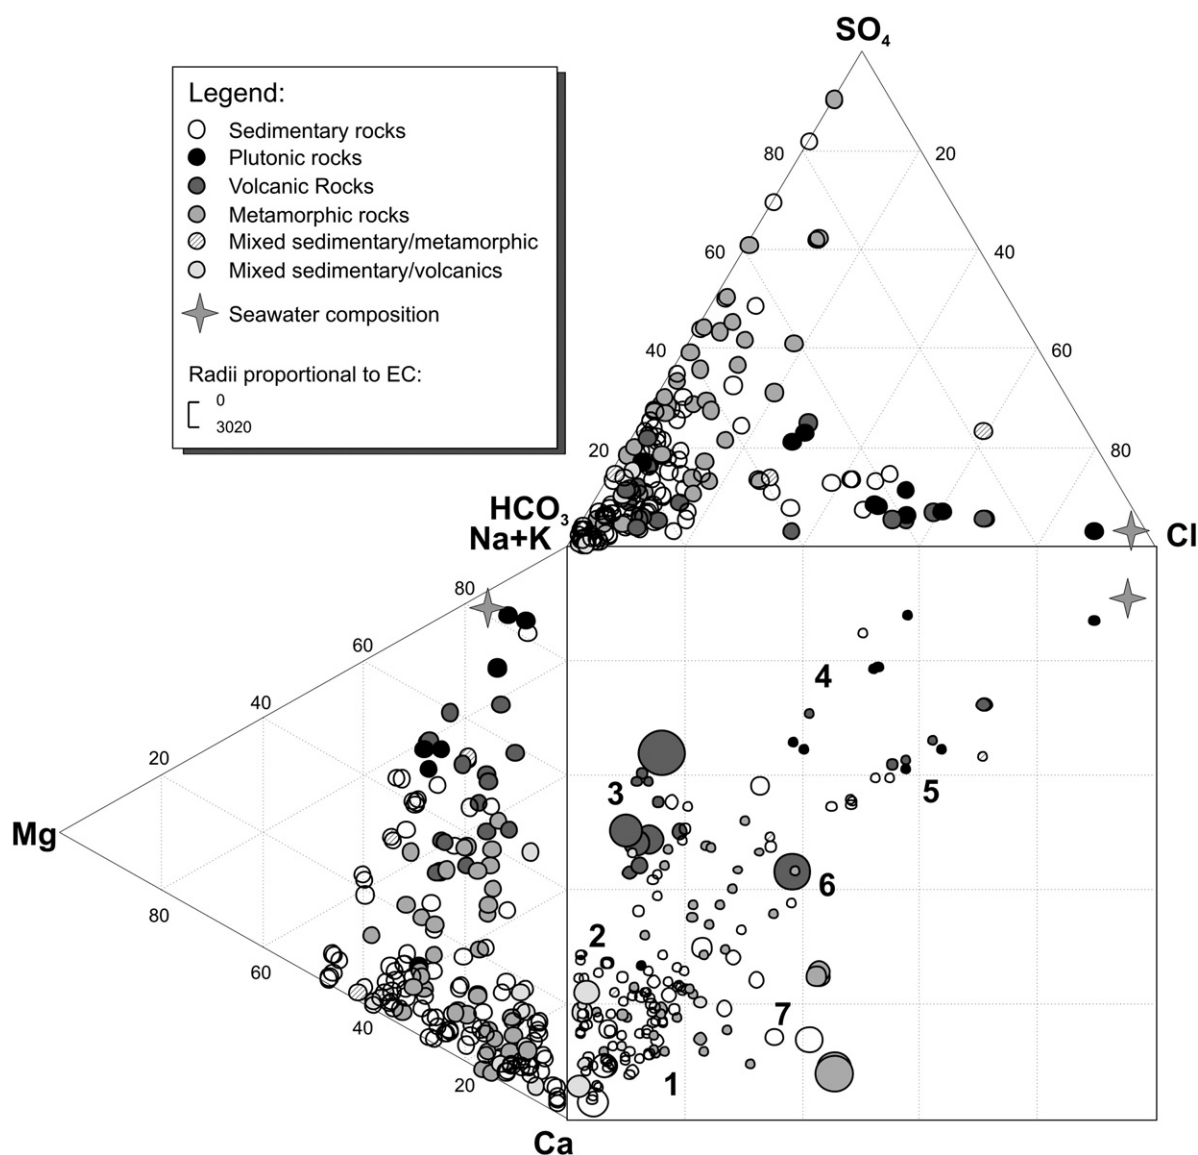 SO4
Legend:
Sedimentary rocks
Plutonic rocks
Volcanic Rocks
Metamorphic rocks
Mixed sedimentary/metamorphic
Mixed sedimentary/volcanics
Seawater composition
Radii proportional to EC:
0
3020
80 20
60 40
40 60
20 80
HCO3
Na+K
Cl
80
60
40
20
Mg
80
60
40
20
Ca
4
3
5
6
2
7
1